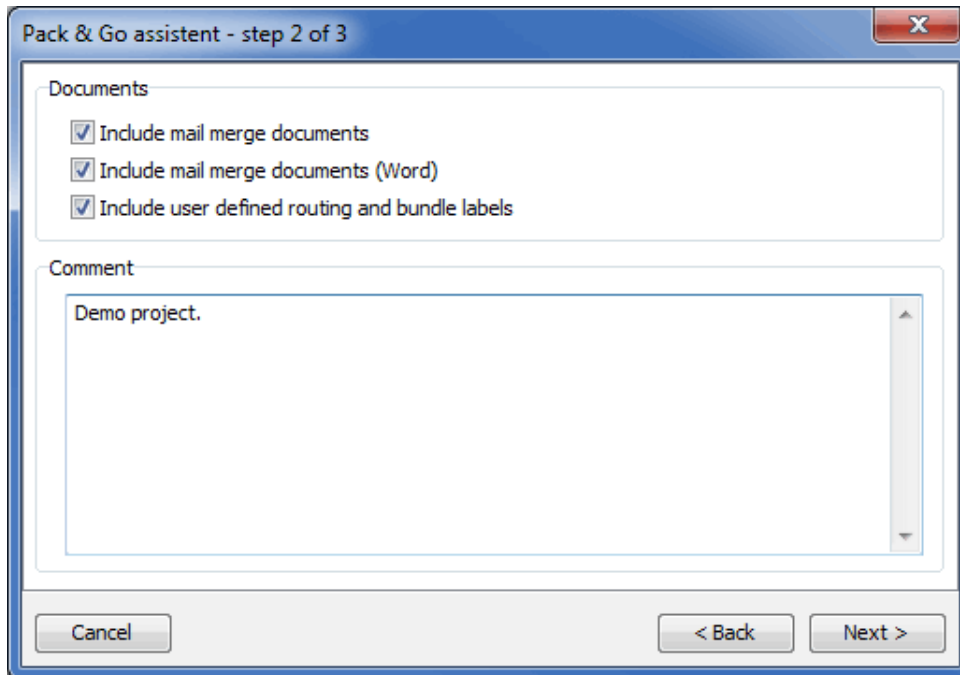 Pack & Go assistent - step 2 of 3
Documents
Include mail merge documents
Include mail merge documents (Word)
Include user defined routing and bundle labels
Comment
Demo project.
Cancel
< Back
Next >